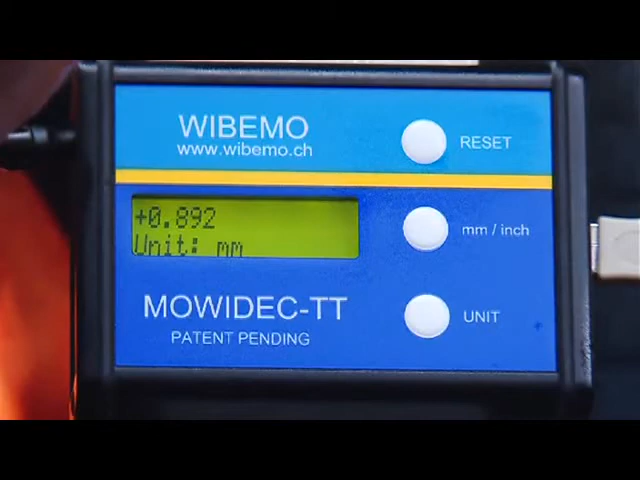 WIBEMO
www.wibemo.ch
RESET
+0.892
Unit: mm
mm / inch
MOWIDEC-TT
PATENT PENDING
UNIT